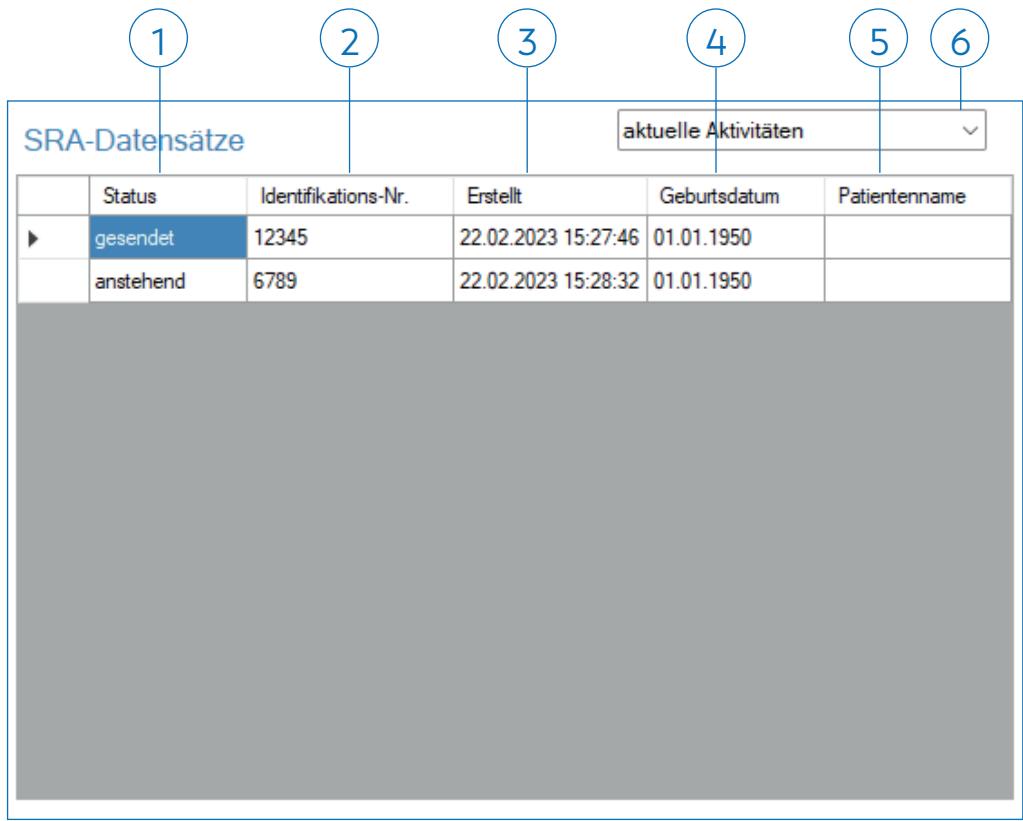 1 2 3 4 5 6
SRA-Datensätze aktuelle Aktivitäten
Status Identifikations-Nr. Erstellt Geburtsdatum Patientenname
gesendet 12345 22.02.2023 15:27:46 01.01.1950
anstehend 6789 22.02.2023 15:28:32 01.01.1950